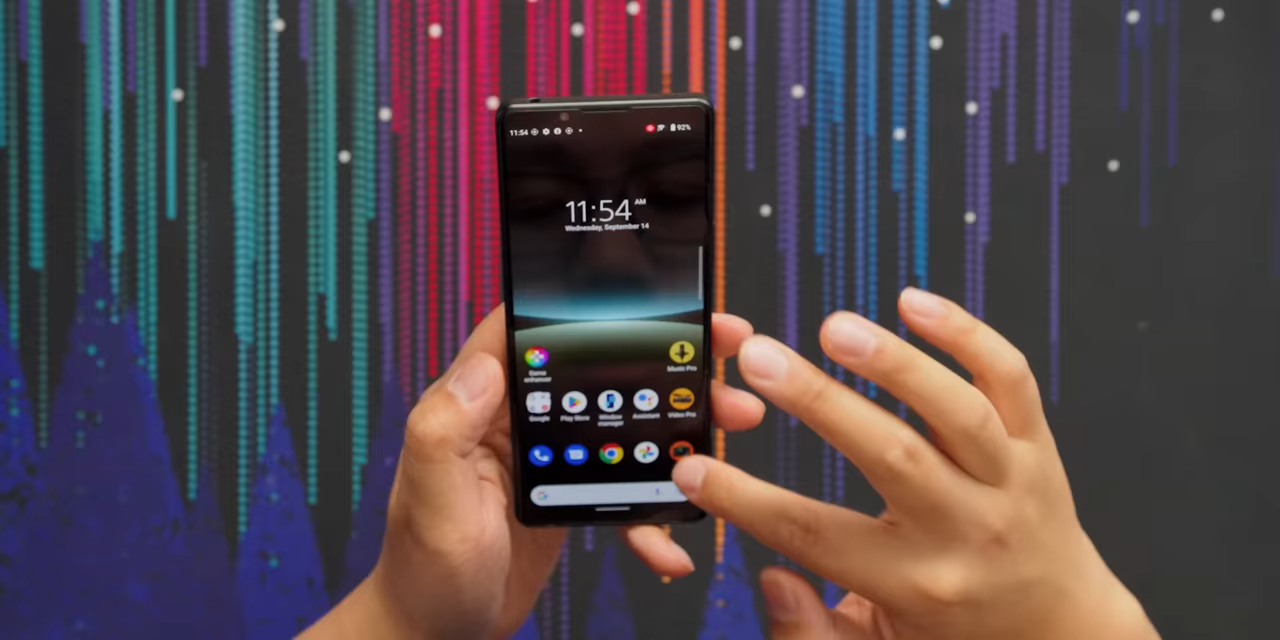 11:54
92%
11:54 AM
Wednesday, September 14
Game enhancer
Music Pro
Google
Play Store
Window manager
Assistant
Video Pro